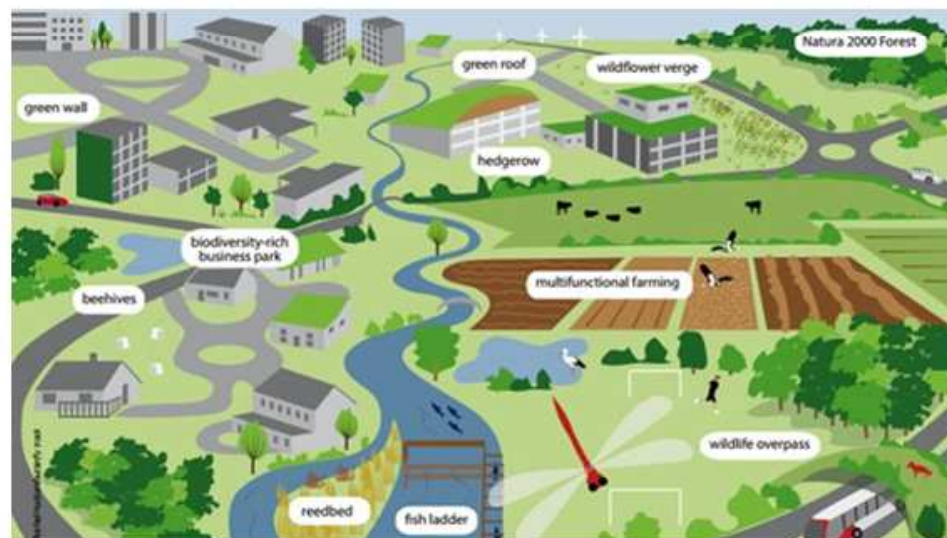 Natura 2000 Forest
green roof
wildflower verge
green wall
hedgerow
biodiversity-rich
business park
multifunctional farming
beehives
wildlife overpass
reedbed
fish ladder